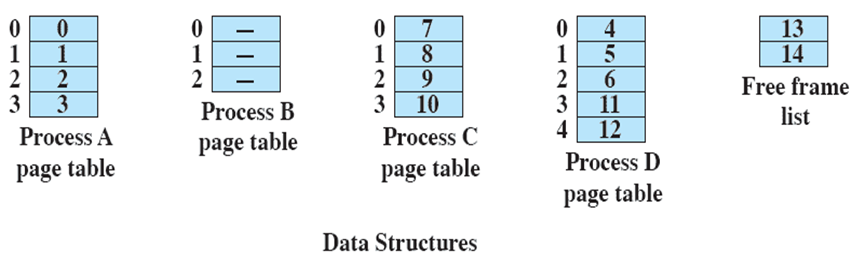 0 0
1 1
2 2
3 3
Process A
page table
0 —
1 —
2 —
Process B
page table
0 7
1 8
2 9
3 10
Process C
page table
0 4
1 5
2 6
3 11
4 12
Process D
page table
13
14
Free frame
list
Data Structures